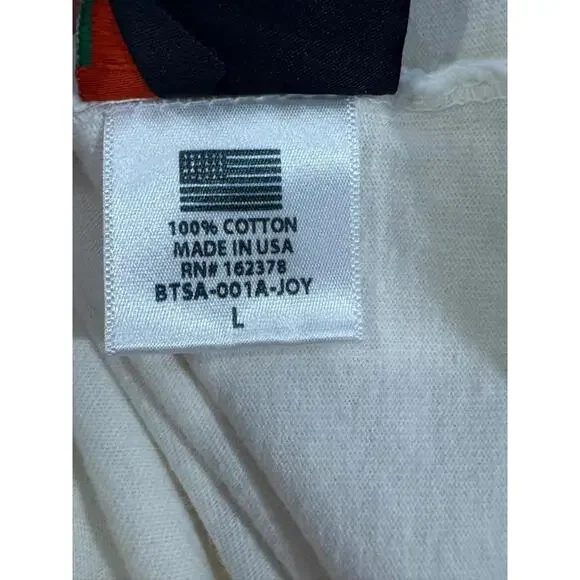 100% COTTON
MADE IN USA
RN# 162378
BTSA-001A-JOY
L